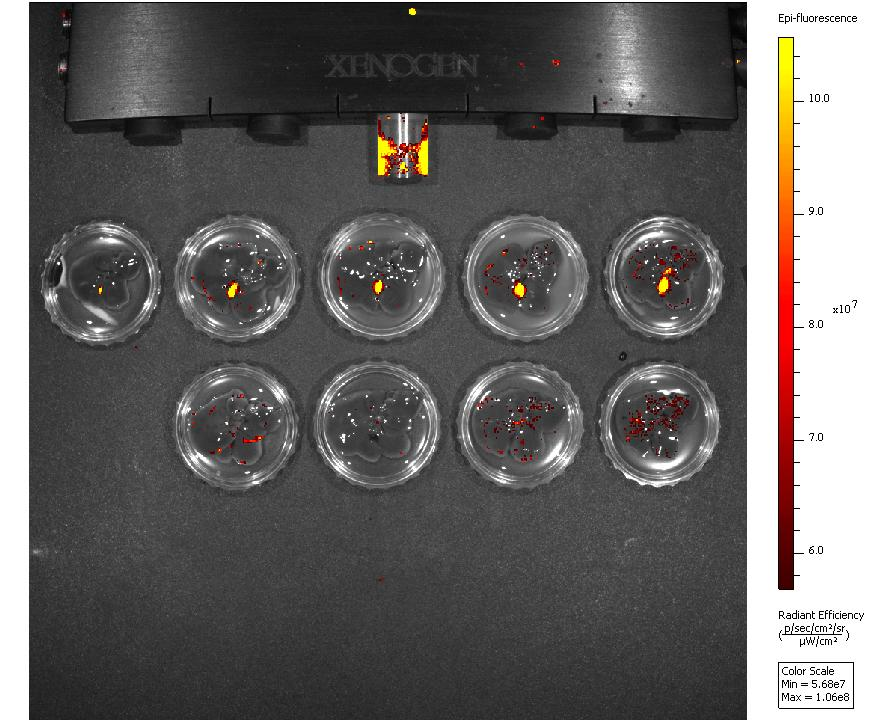 Epi-fluorescence
XENOGEN
10.0
9.0
x10⁷
8.0
7.0
6.0
Radiant Efficiency
(p/sec/cm²/sr
µW/cm²)
Color Scale
Min = 5.68e7
Max = 1.06e8